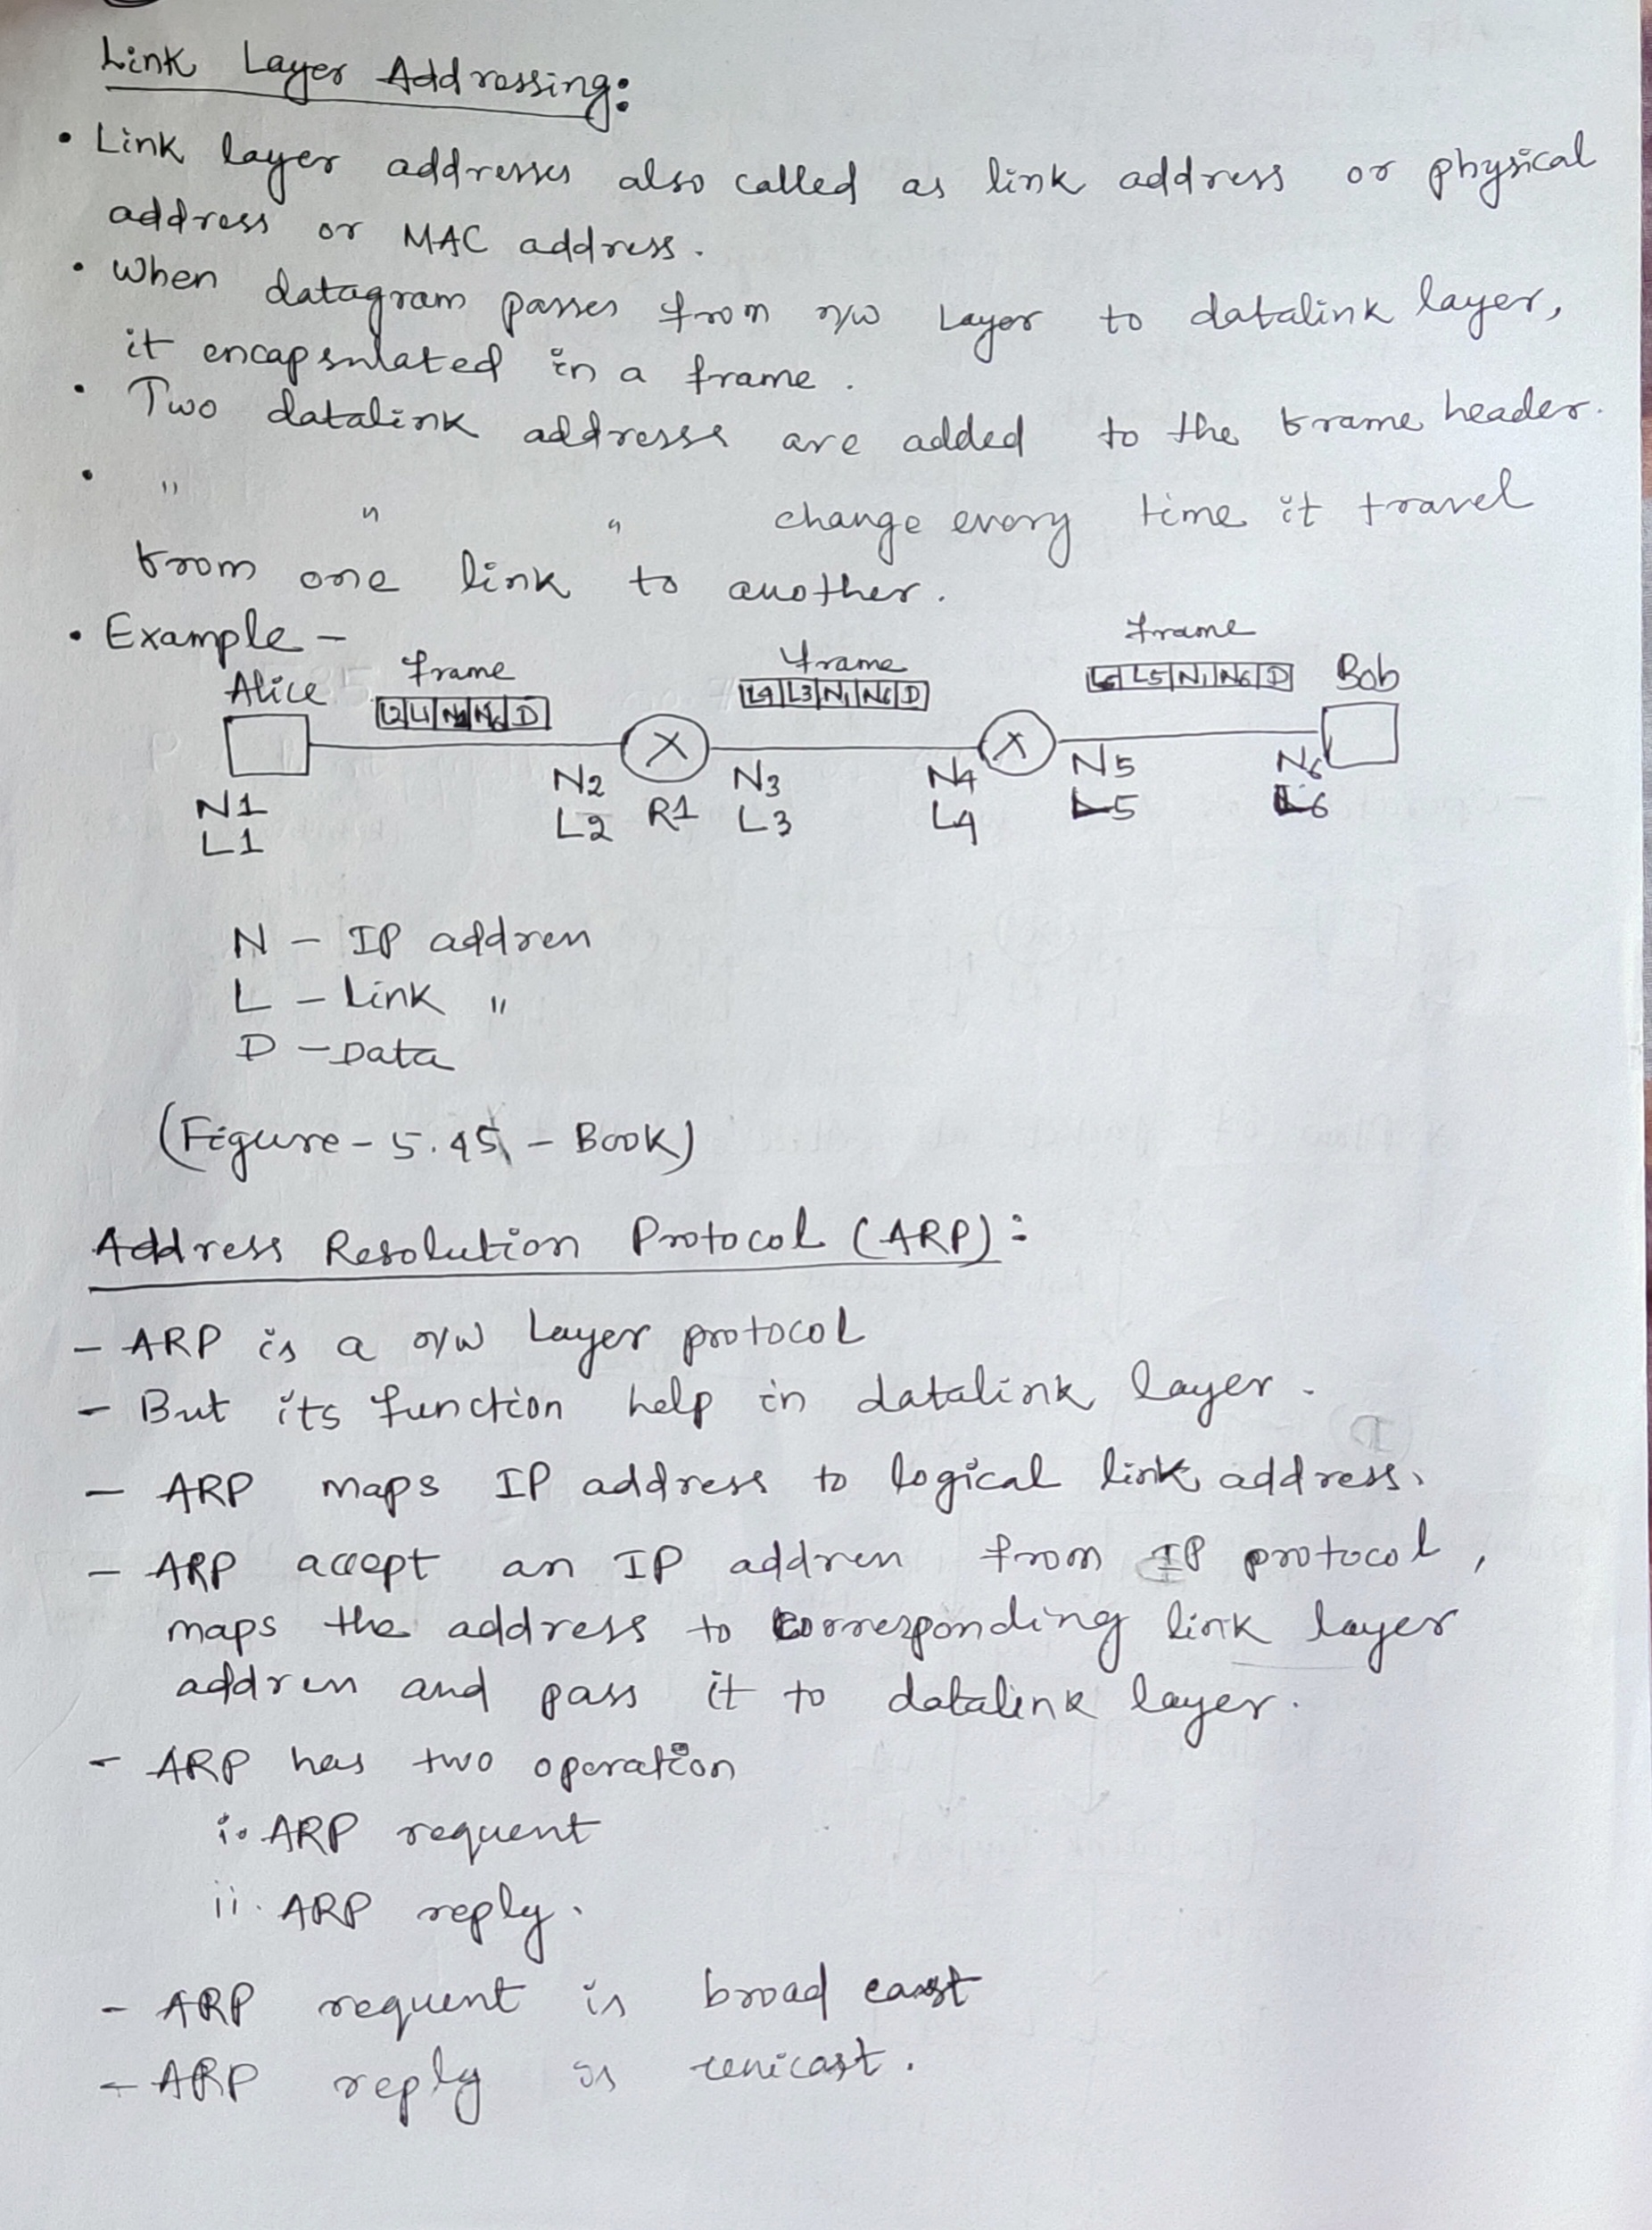 Link Layer Addressing:
• Link layer addresses also called as link address or physical
address or MAC address.
• When datagram passes from n/w Layer to datalink layer,
it encapsulated in a frame.
• Two datalink addresse are added to the frame header.
• " " " change every time it travel
from one link to another.
• Example -
Alice frame frame frame Bob
L2 L1 N1 N6 D
L4 L3 N1 N6 D
L6 L5 N1 N6 D
N1 N2 N3 N4 N5 N6
L1 L2 R1 L3 L4 L5 L6
N - IP address
L - Link "
D - Data
(Figure - 5.45 - Book)
Address Resolution Protocol (ARP):
- ARP is a n/w Layer protocol
- But its function help in datalink layer.
- ARP maps IP address to logical link address.
- ARP accept an IP address from IP protocol,
maps the address to corresponding link layer
address and pass it to datalink layer.
- ARP has two operation
i. ARP request
ii. ARP reply.
- ARP request is broad cast
- ARP reply is unicast.